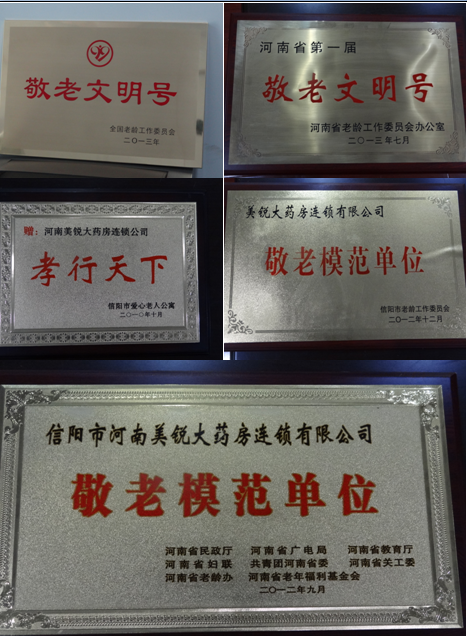 敬老文明号
全国老龄工作委员会
二〇一三年
河南省第一届
敬老文明号
河南省老龄工作委员会办公室
二〇一三年七月
赠：河南美锐大药房连锁公司
孝行天下
信阳市爱心老人公寓
二〇一〇年十月
美锐大药房连锁有限公司
敬老模范单位
信阳市老龄工作委员会
二〇一二年十二月
信阳市河南美锐大药房连锁有限公司
敬老模范单位
河南省民政厅 河南省广电局 河南省教育厅
河南省妇联 共青团河南省委 河南省关工委
河南省老龄办 河南省老年福利基金会
二〇一二年九月